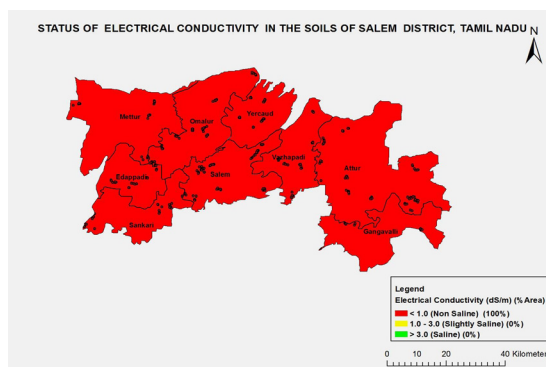 STATUS OF ELECTRICAL CONDUCTIVITY IN THE SOILS OF SALEM DISTRICT, TAMIL NADU
N
Mettur
Omalur
Yercaud
Vazhapadi
Attur
Edappadi
Salem
Sankari
Gangavalli
Legend
Electrical Conductivity (dS/m) (% Area)
< 1.0 (Non Saline) (100%)
1.0 - 3.0 (Slightly Saline) (0%)
> 3.0 (Saline) (0%)
0 10 20 40 Kilometer